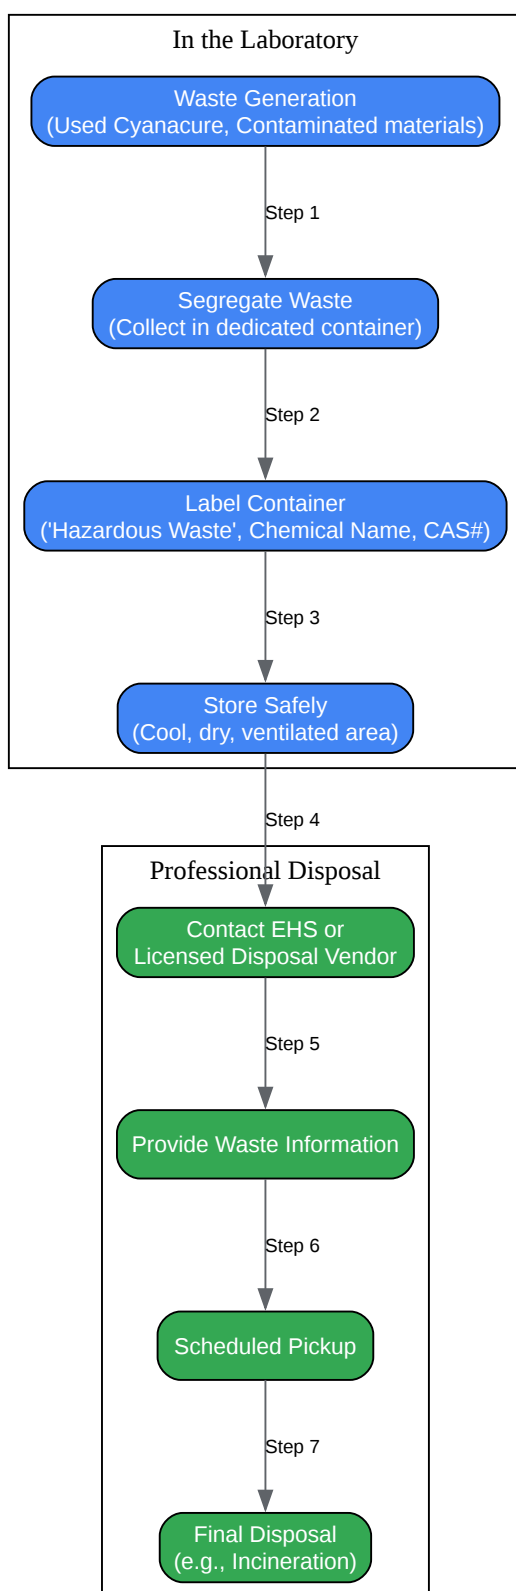 In the Laboratory
Waste Generation
(Used Cyanacure, Contaminated materials)
Step 1
Segregate Waste
(Collect in dedicated container)
Step 2
Label Container
('Hazardous Waste', Chemical Name, CAS#)
Step 3
Store Safely
(Cool, dry, ventilated area)
Step 4
Professional Disposal
Contact EHS or
Licensed Disposal Vendor
Step 5
Provide Waste Information
Step 6
Scheduled Pickup
Step 7
Final Disposal
(e.g., Incineration)